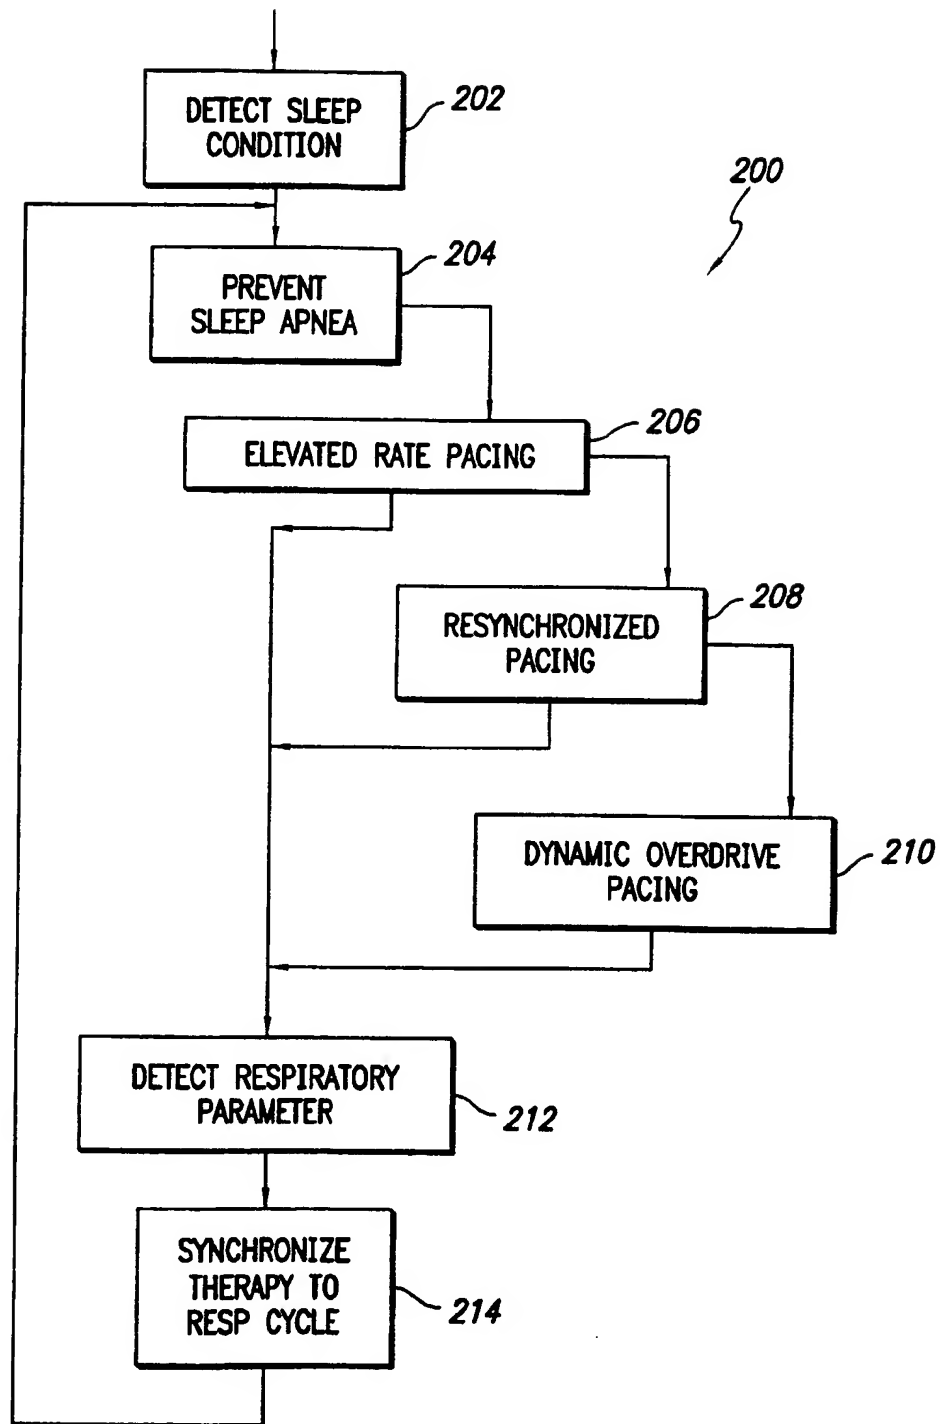 DETECT SLEEP
CONDITION
202
200
PREVENT
SLEEP APNEA
204
ELEVATED RATE PACING
206
RESYNCHRONIZED
PACING
208
DYNAMIC OVERDRIVE
PACING
210
DETECT RESPIRATORY
PARAMETER
212
SYNCHRONIZE
THERAPY TO
RESP CYCLE
214